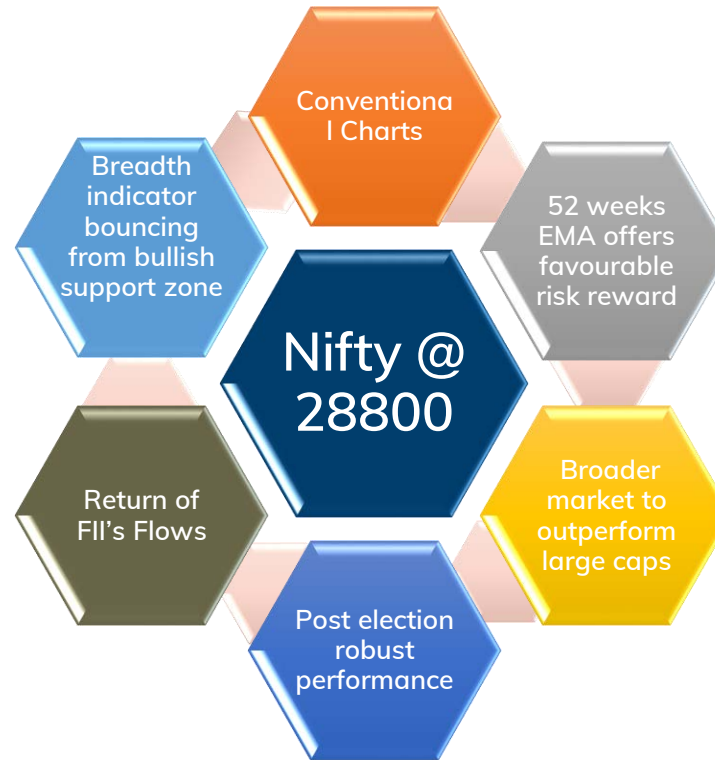 Conventiona
l Charts
Breadth
indicator
bouncing
from bullish
support zone
52 weeks
EMA offers
favourable
risk reward
Nifty @
28800
Return of
FII's Flows
Broader
market to
outperform
large caps
Post election
robust
performance